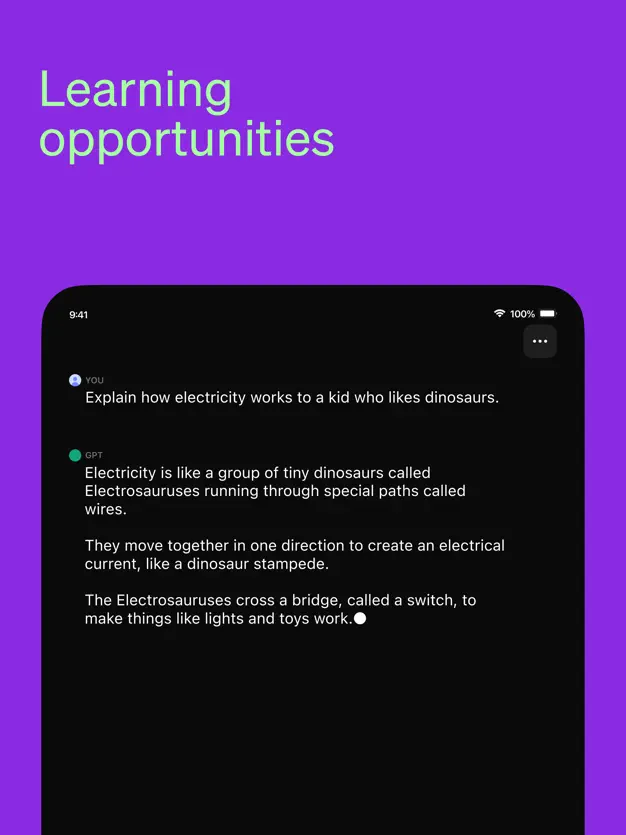 Learning
opportunities
9:41
100%
YOU
Explain how electricity works to a kid who likes dinosaurs.
GPT
Electricity is like a group of tiny dinosaurs called
Electrosauruses running through special paths called
wires.
They move together in one direction to create an electrical
current, like a dinosaur stampede.
The Electrosauruses cross a bridge, called a switch, to
make things like lights and toys work.